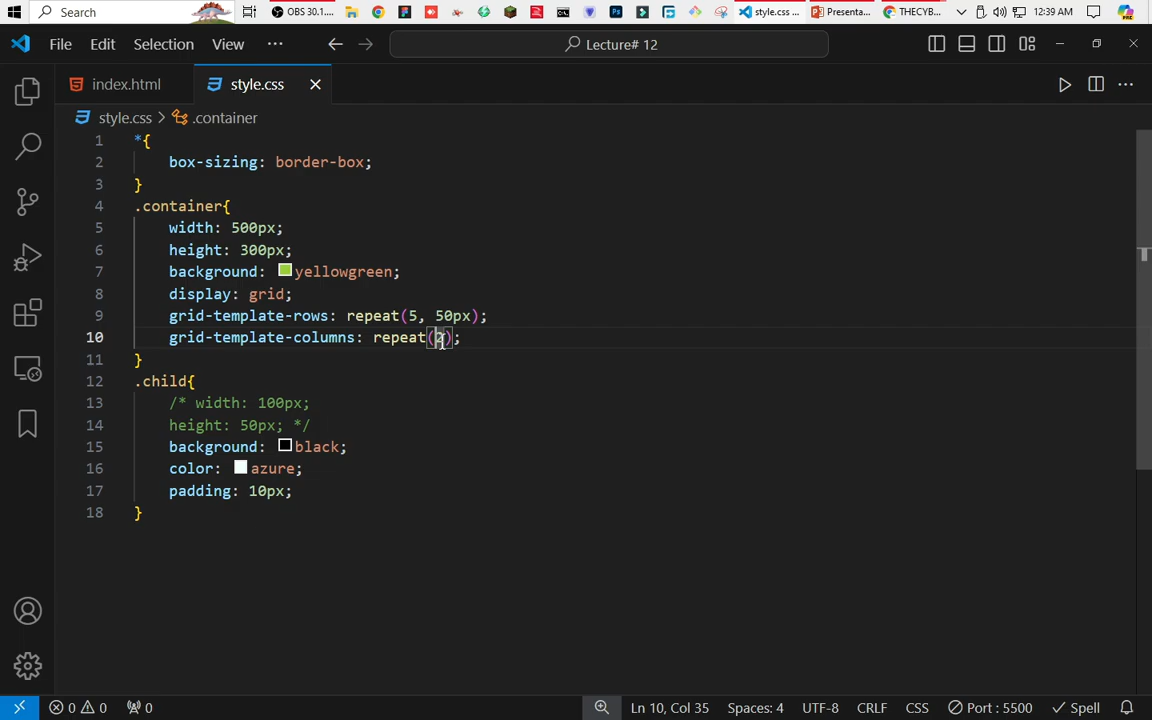 Search
OBS 30.1....
style.css ...
Presenta...
THECYB...
12:39 AM
File Edit Selection View ...
Lecture# 12
index.html
style.css
style.css > .container
1 *{
2 box-sizing: border-box;
3 }
4 .container{
5 width: 500px;
6 height: 300px;
7 background: yellowgreen;
8 display: grid;
9 grid-template-rows: repeat(5, 50px);
10 grid-template-columns: repeat(2);
11 }
12 .child{
13 /* width: 100px;
14 height: 50px; */
15 background: black;
16 color: azure;
17 padding: 10px;
18 }
0 0 0 Ln 10, Col 35 Spaces: 4 UTF-8 CRLF CSS Port : 5500 Spell